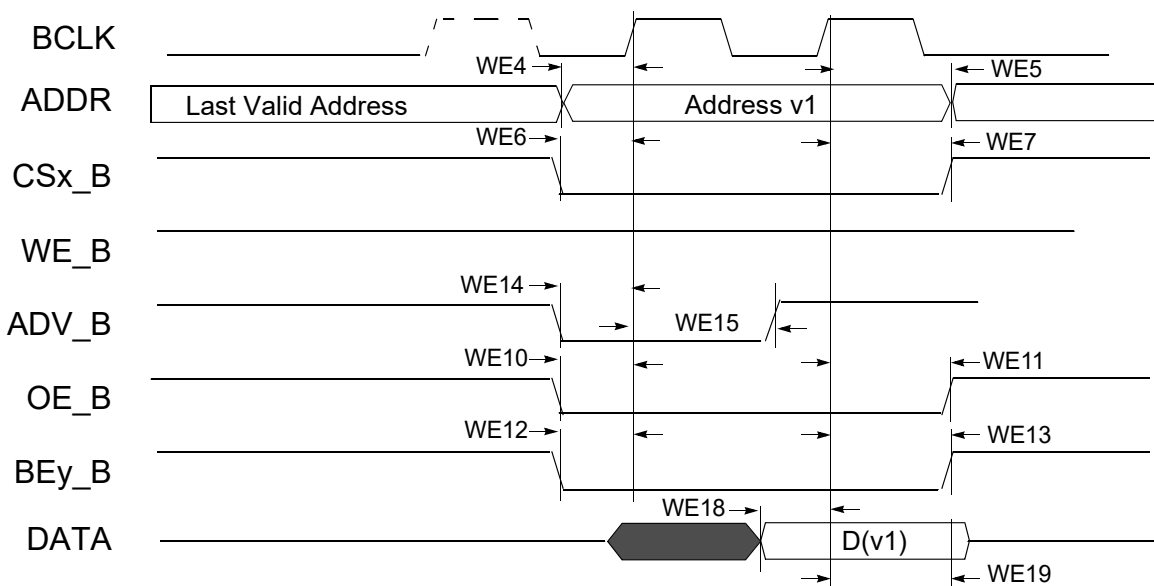 BCLK
WE4
WE5
ADDR
Last Valid Address
Address v1
WE6
WE7
CSx_B
WE_B
WE14
ADV_B
WE15
WE10
WE11
OE_B
WE12
WE13
BEy_B
WE18
DATA
D(v1)
WE19